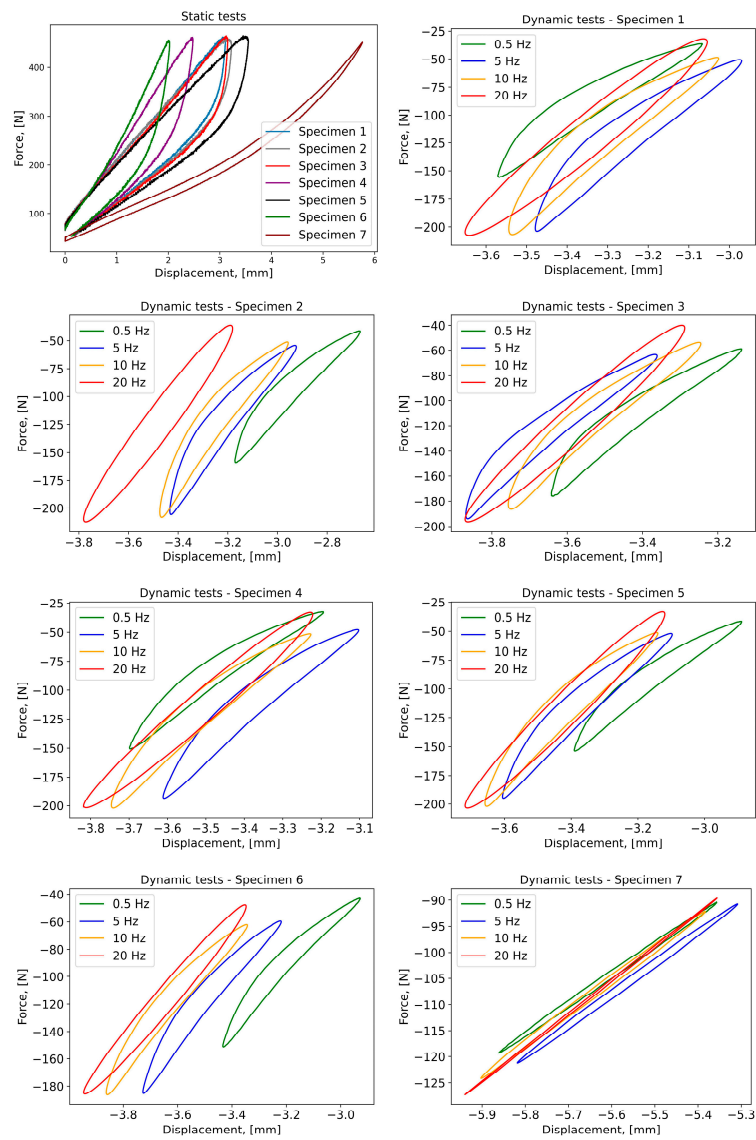 Static tests
Force, [N]
400
300
200
100
Specimen 1
Specimen 2
Specimen 3
Specimen 4
Specimen 5
Specimen 6
Specimen 7
0 1 2 3 4 5 6
Displacement, [mm]
Dynamic tests - Specimen 1
Force, [N]
−25
−50
−75
−100
−125
−150
−175
−200
0.5 Hz
5 Hz
10 Hz
20 Hz
−3.6 −3.5 −3.4 −3.3 −3.2 −3.1 −3.0
Displacement, [mm]
Dynamic tests - Specimen 2
Force, [N]
−50
−75
−100
−125
−150
−175
−200
0.5 Hz
5 Hz
10 Hz
20 Hz
−3.8 −3.6 −3.4 −3.2 −3.0 −2.8
Displacement, [mm]
Dynamic tests - Specimen 3
Force, [N]
−40
−60
−80
−100
−120
−140
−160
−180
−200
0.5 Hz
5 Hz
10 Hz
20 Hz
−3.8 −3.6 −3.4 −3.2
Displacement, [mm]
Dynamic tests - Specimen 4
Force, [N]
−25
−50
−75
−100
−125
−150
−175
−200
0.5 Hz
5 Hz
10 Hz
20 Hz
−3.8 −3.7 −3.6 −3.5 −3.4 −3.3 −3.2 −3.1
Displacement, [mm]
Dynamic tests - Specimen 5
Force, [N]
−25
−50
−75
−100
−125
−150
−175
−200
0.5 Hz
5 Hz
10 Hz
20 Hz
−3.6 −3.4 −3.2 −3.0
Displacement, [mm]
Dynamic tests - Specimen 6
Force, [N]
−40
−60
−80
−100
−120
−140
−160
−180
0.5 Hz
5 Hz
10 Hz
20 Hz
−3.8 −3.6 −3.4 −3.2 −3.0
Displacement, [mm]
Dynamic tests - Specimen 7
Force, [N]
−90
−95
−100
−105
−110
−115
−120
−125
0.5 Hz
5 Hz
10 Hz
20 Hz
−5.9 −5.8 −5.7 −5.6 −5.5 −5.4 −5.3
Displacement, [mm]